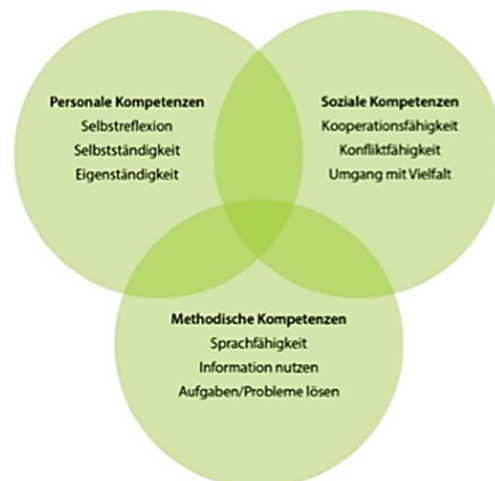 Personale Kompetenzen
Selbstreflexion
Selbstständigkeit
Eigenständigkeit
Soziale Kompetenzen
Kooperationsfähigkeit
Konfliktfähigkeit
Umgang mit Vielfalt
Methodische Kompetenzen
Sprachfähigkeit
Information nutzen
Aufgaben/Probleme lösen